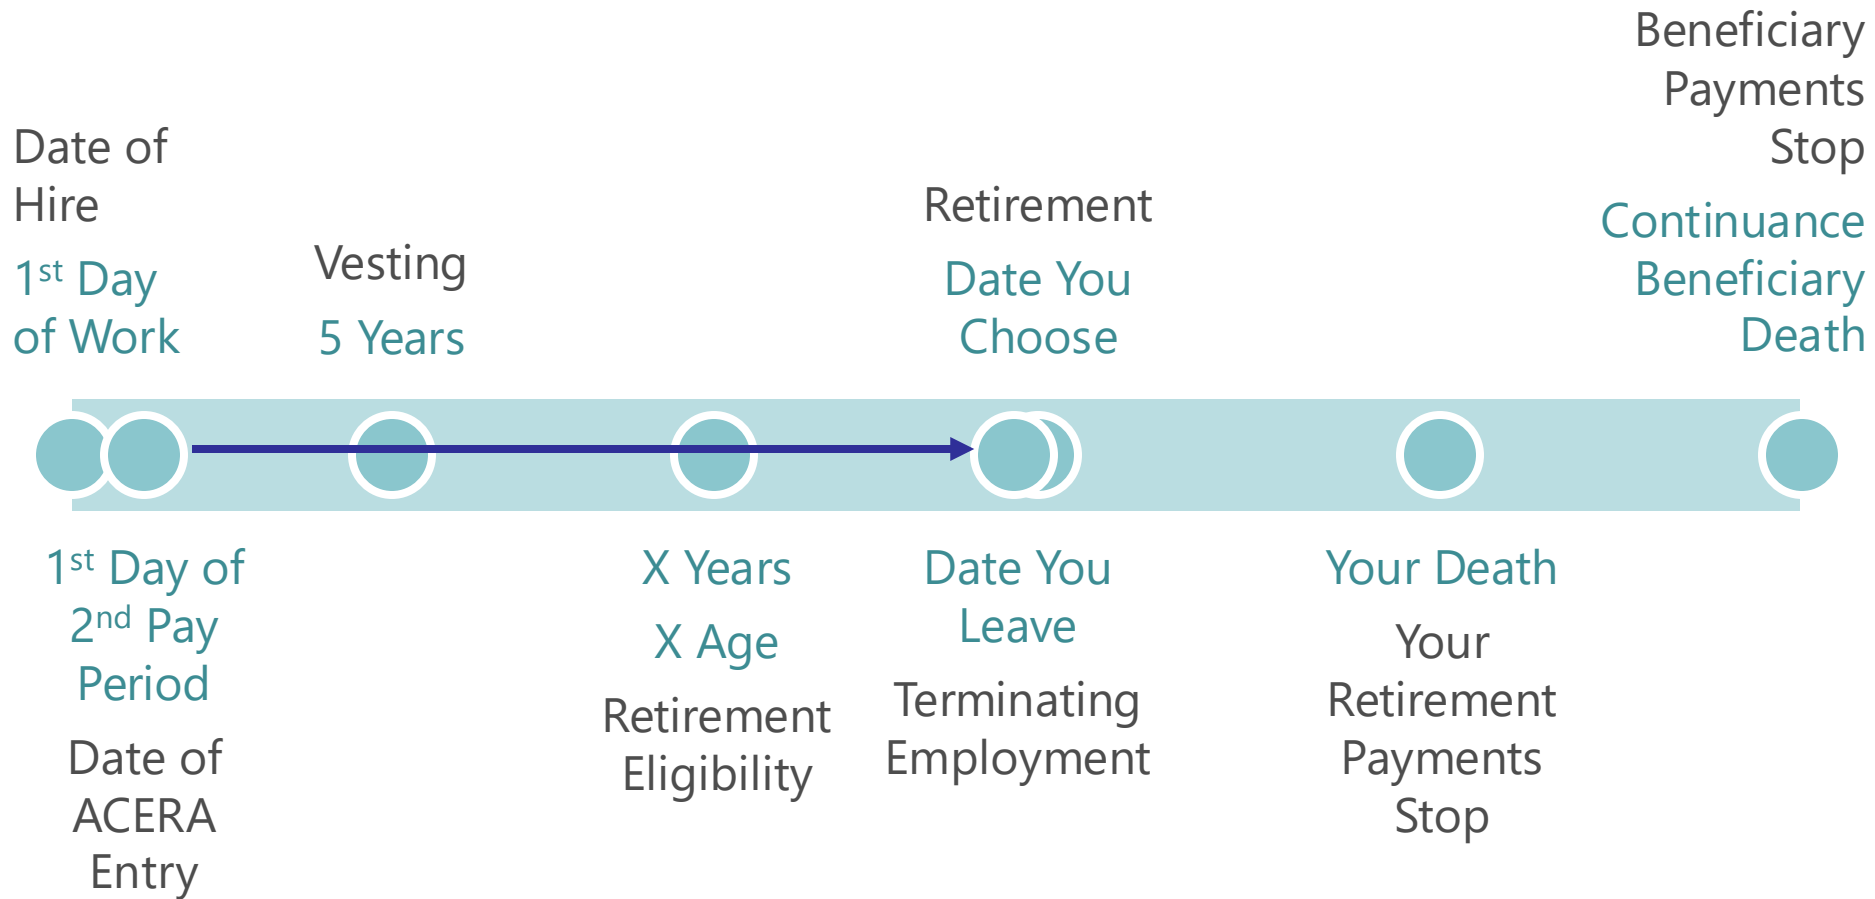 Date of
Hire
1st Day
of Work
Vesting
5 Years
Retirement
Date You
Choose
Beneficiary
Payments
Stop
Continuance
Beneficiary
Death
1st Day of
2nd Pay
Period
Date of
ACERA
Entry
X Years
X Age
Retirement
Eligibility
Date You
Leave
Terminating
Employment
Your Death
Your
Retirement
Payments
Stop